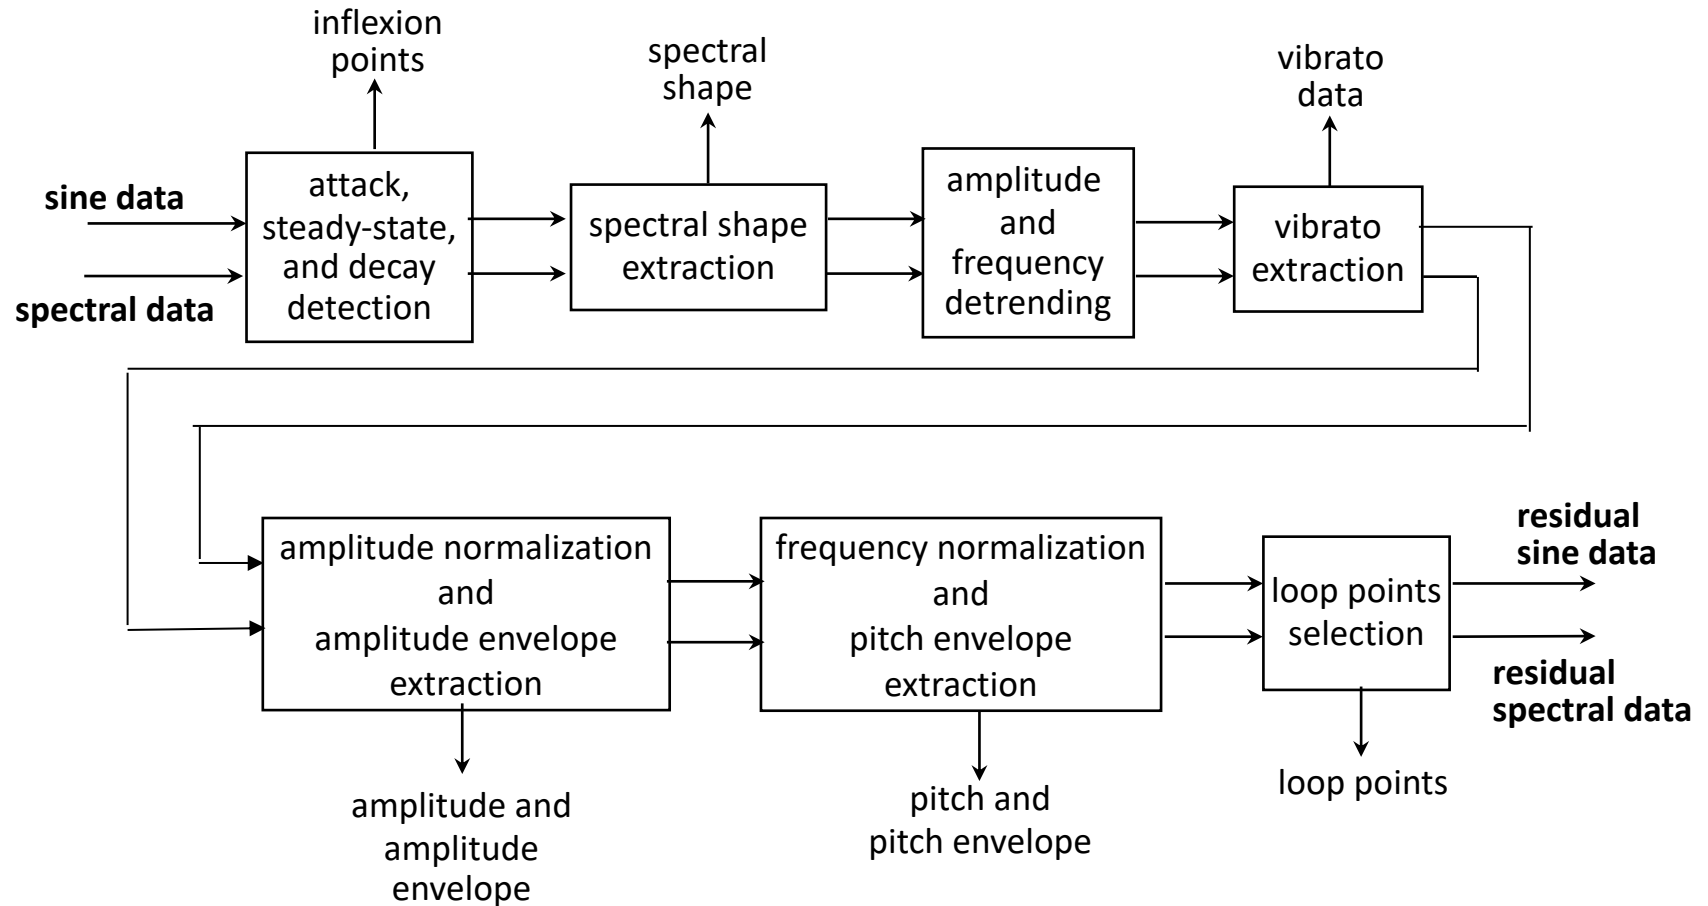 inflexion
points
spectral
shape
vibrato
data
sine data
spectral data
attack,
steady-state,
and decay
detection
spectral shape
extraction
amplitude
and
frequency
detrending
vibrato
extraction
amplitude normalization
and
amplitude envelope
extraction
frequency normalization
and
pitch envelope
extraction
loop points
selection
residual
sine data
residual
spectral data
amplitude and
amplitude
envelope
pitch and
pitch envelope
loop points